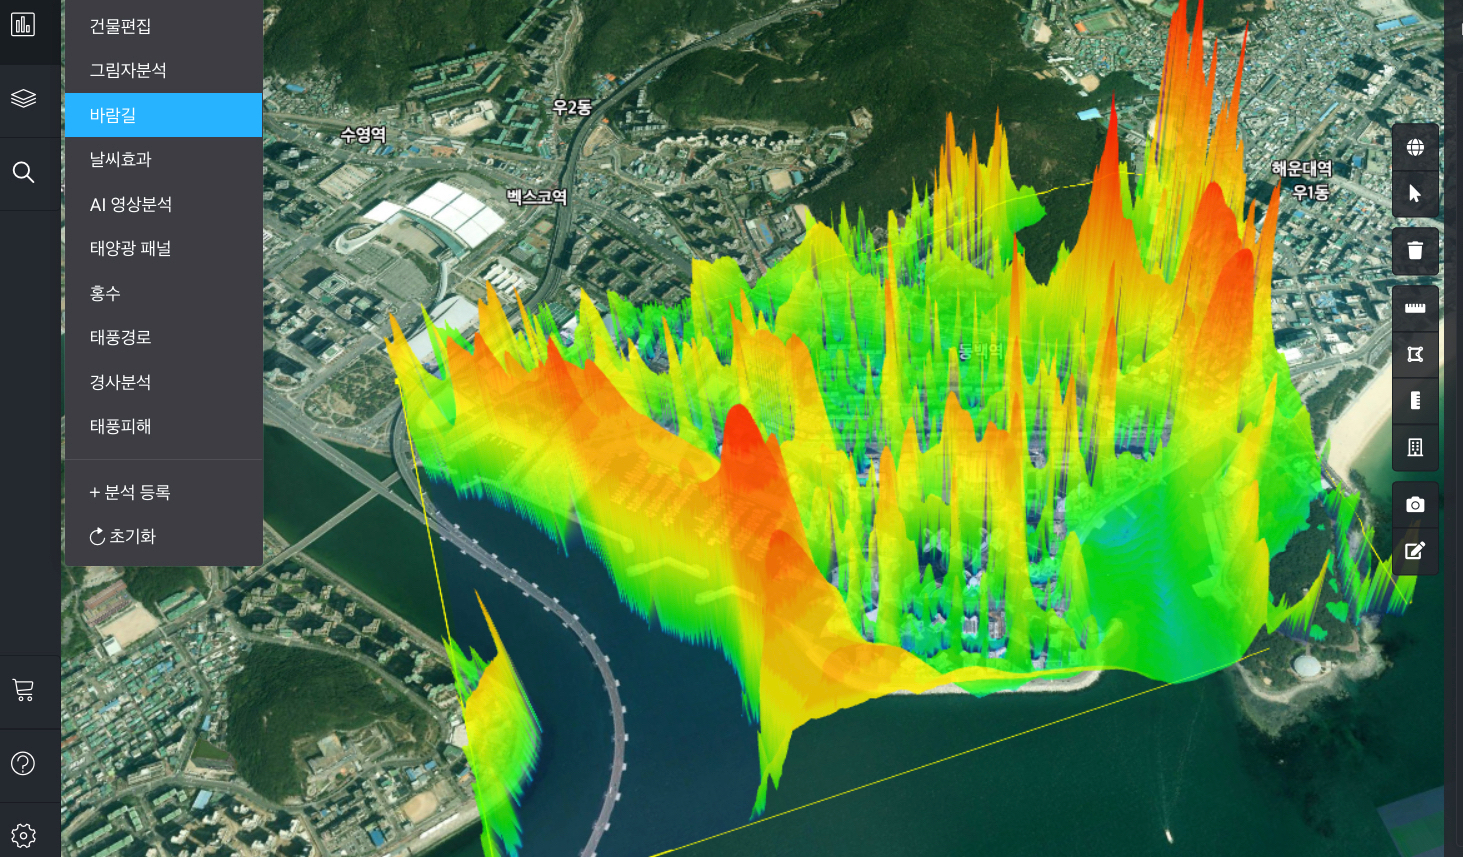 건물편집
그림자분석
바람길
날씨효과
AI 영상분석
태양광 패널
홍수
태풍경로
경사분석
태풍피해
+ 분석 등록
초기화
우2동
수영역
벡스코역
해운대역
우1동
동백역